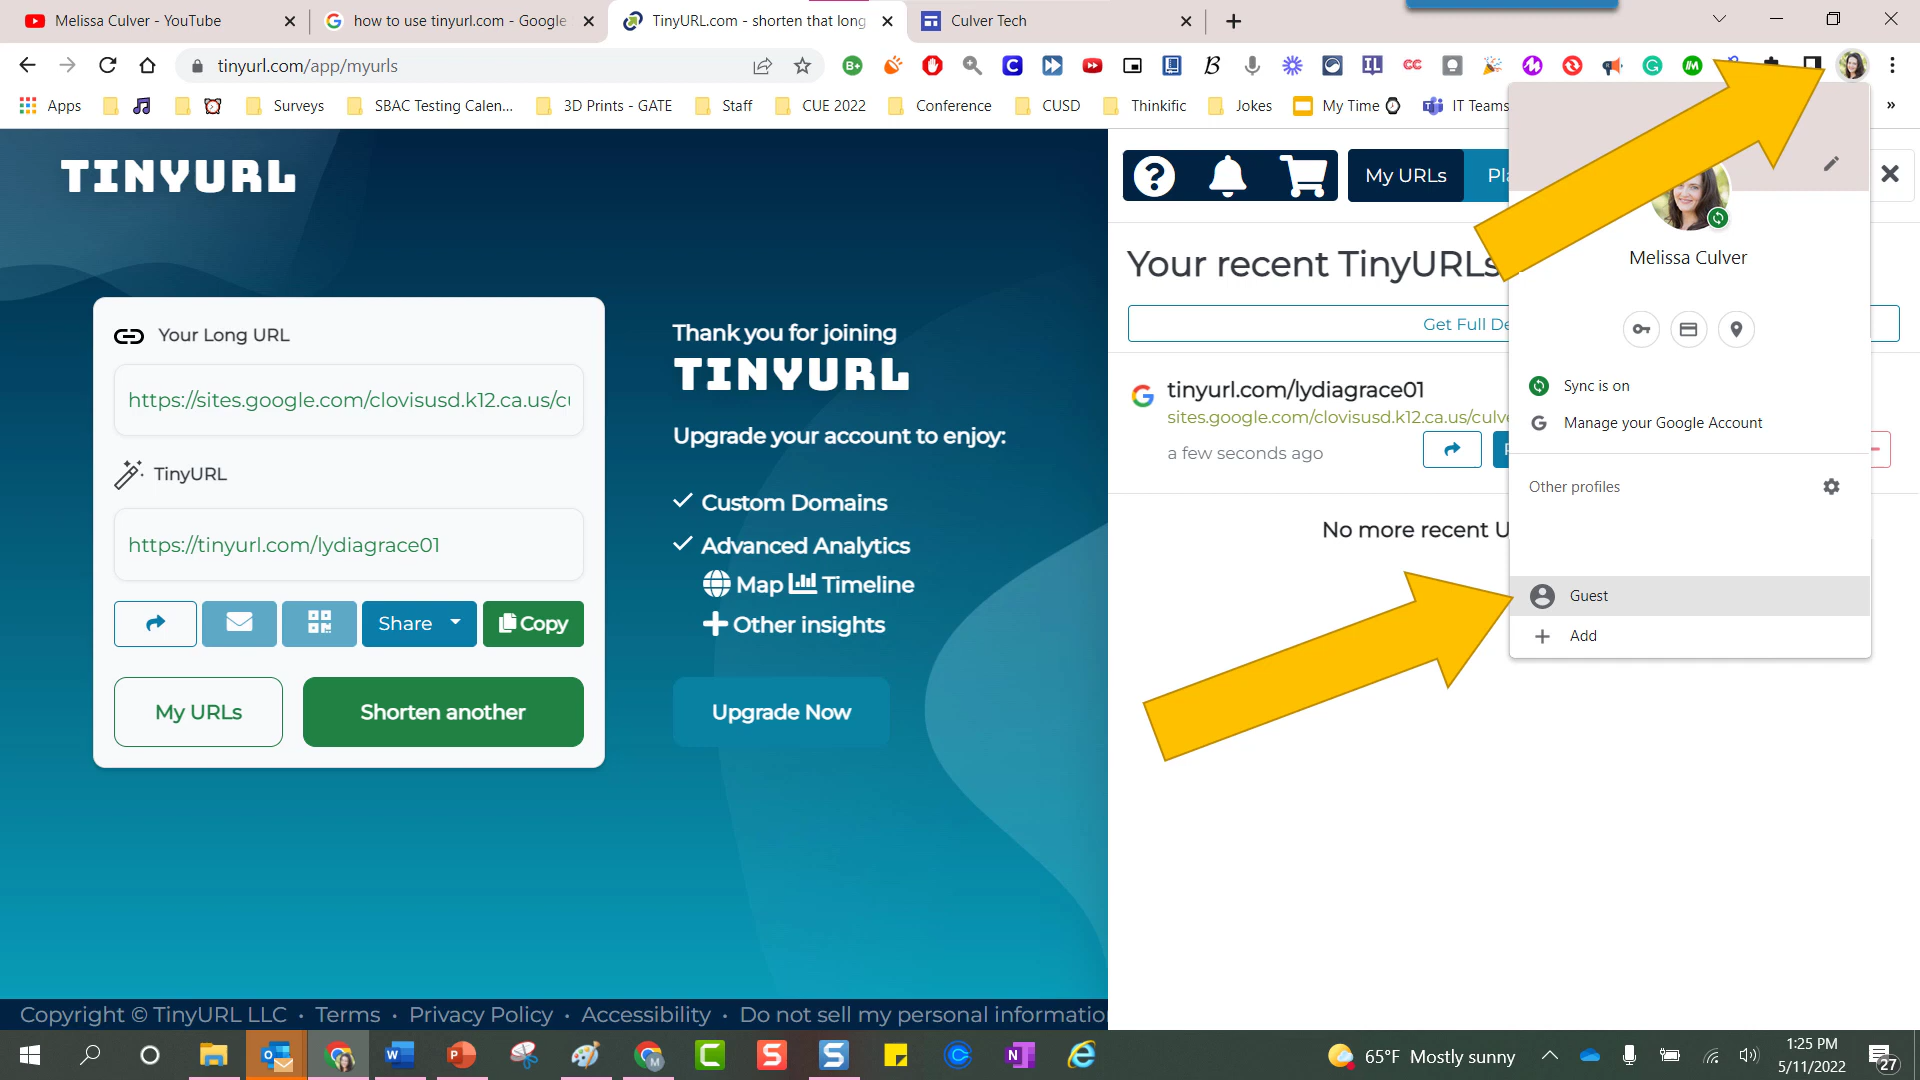 Melissa Culver - YouTube
how to use tinyurl.com - Google
TinyURL.com - shorten that long
Culver Tech
tinyurl.com/app/myurls
Apps
Surveys
SBAC Testing Calen...
3D Prints - GATE
Staff
CUE 2022
Conference
CUSD
Thinkific
Jokes
My Time
IT Teams
TINYURL
Your Long URL
https://sites.google.com/clovisusd.k12.ca.us/cu
TinyURL
https://tinyurl.com/lydiagrace01
Share
Copy
My URLs
Shorten another
Thank you for joining
TINYURL
Upgrade your account to enjoy:
Custom Domains
Advanced Analytics
Map Timeline
Other insights
Upgrade Now
My URLs
Pl
Your recent TinyURLs
Get Full De
tinyurl.com/lydiagrace01
sites.google.com/clovisusd.k12.ca.us/culve
a few seconds ago
No more recent U
Melissa Culver
Sync is on
Manage your Google Account
Other profiles
Guest
Add
Copyright © TinyURL LLC • Terms • Privacy Policy • Accessibility • Do not sell my personal informatio
65°F Mostly sunny
1:25 PM
5/11/2022
27